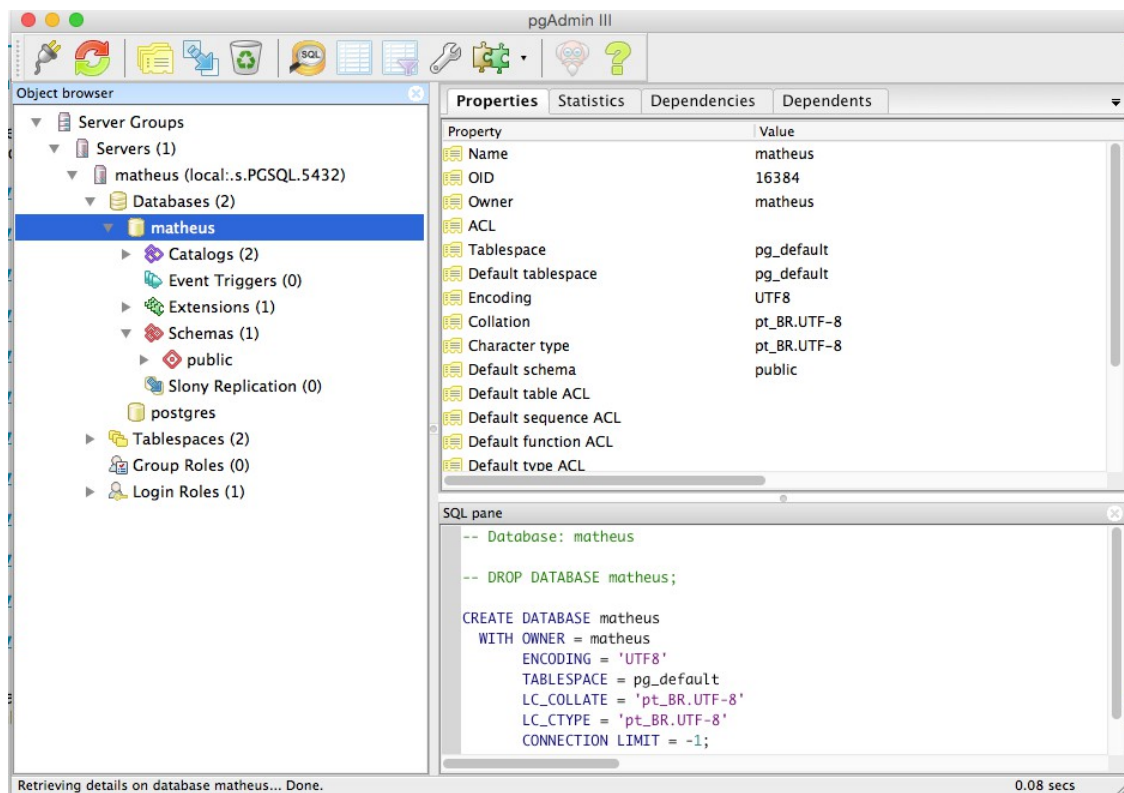 pgAdmin III
SQL
Object browser
Server Groups
Servers (1)
matheus (local:.s.PGSQL.5432)
Databases (2)
matheus
Catalogs (2)
Event Triggers (0)
Extensions (1)
Schemas (1)
public
Slony Replication (0)
postgres
Tablespaces (2)
Group Roles (0)
Login Roles (1)
Properties Statistics Dependencies Dependents
Property Value
Name matheus
OID 16384
Owner matheus
ACL
Tablespace pg_default
Default tablespace pg_default
Encoding UTF8
Collation pt_BR.UTF-8
Character type pt_BR.UTF-8
Default schema public
Default table ACL
Default sequence ACL
Default function ACL
Default type ACL
SQL pane
-- Database: matheus
-- DROP DATABASE matheus;
CREATE DATABASE matheus
WITH OWNER = matheus
ENCODING = 'UTF8'
TABLESPACE = pg_default
LC_COLLATE = 'pt_BR.UTF-8'
LC_CTYPE = 'pt_BR.UTF-8'
CONNECTION LIMIT = -1;
Retrieving details on database matheus... Done. 0.08 secs